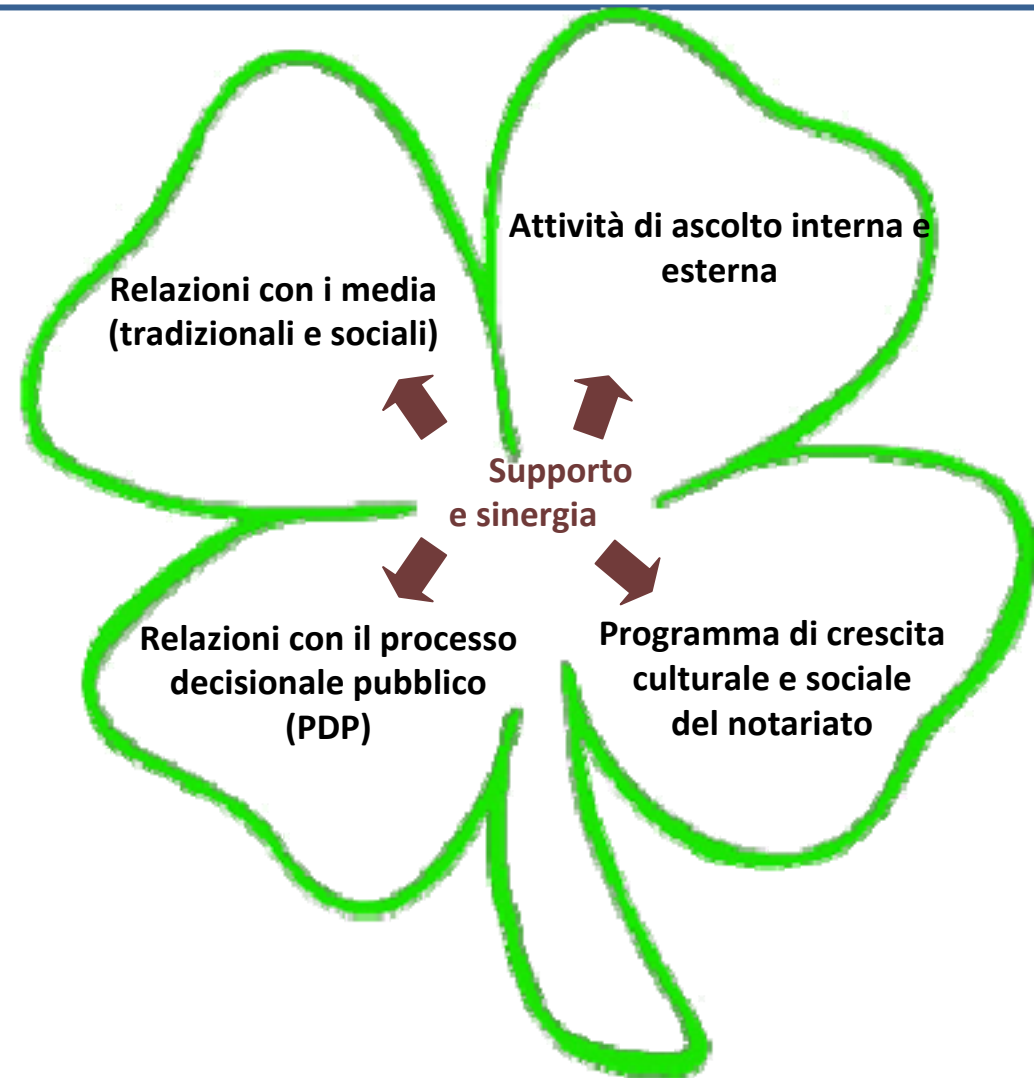 Relazioni con i media
(tradizionali e sociali)
Attività di ascolto interna e
esterna
Supporto
e sinergia
Relazioni con il processo
decisionale pubblico
(PDP)
Programma di crescita
culturale e sociale
del notariato